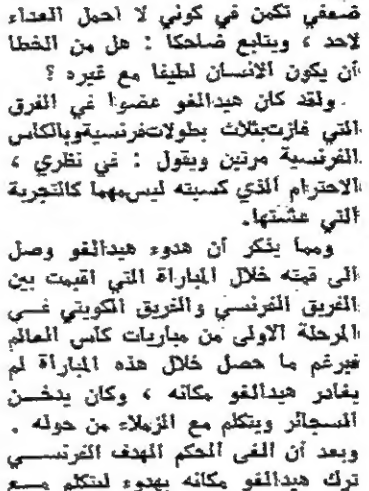 ضعفي تكمن في كوني لا احمل العداء
لاحد ، ويتابع ضاحكا : هل من الخطا
أن يكون الانسان لطيفا مع غيره ؟
ولقد كان هيدالغو عضوا في الفرق
التي فازت بثلاث بطولات فرنسية وبالكاس
الفرنسية مرتين ويقول : في نظري ،
الاحترام الذي كسبته ليس مهما كالتجربة
التي عشتها.
ومما يذكر أن هدوء هيدالغو وصل
الى قمته خلال المباراة التي اقيمت بين
الفريق الفرنسي والفريق الكويتي في
المرحلة الاولى من مباريات كأس العالم
فبرغم ما حصل خلال هذه المباراة لم
يغادر هيدالغو مكانه ، وكان يدخن
السجائر ويتكلم مع الزملاء من حوله .
وبعد أن الغى الحكم الهدف الفرنسي
ترك هيدالغو مكانه بهدوء ليتكلم مع